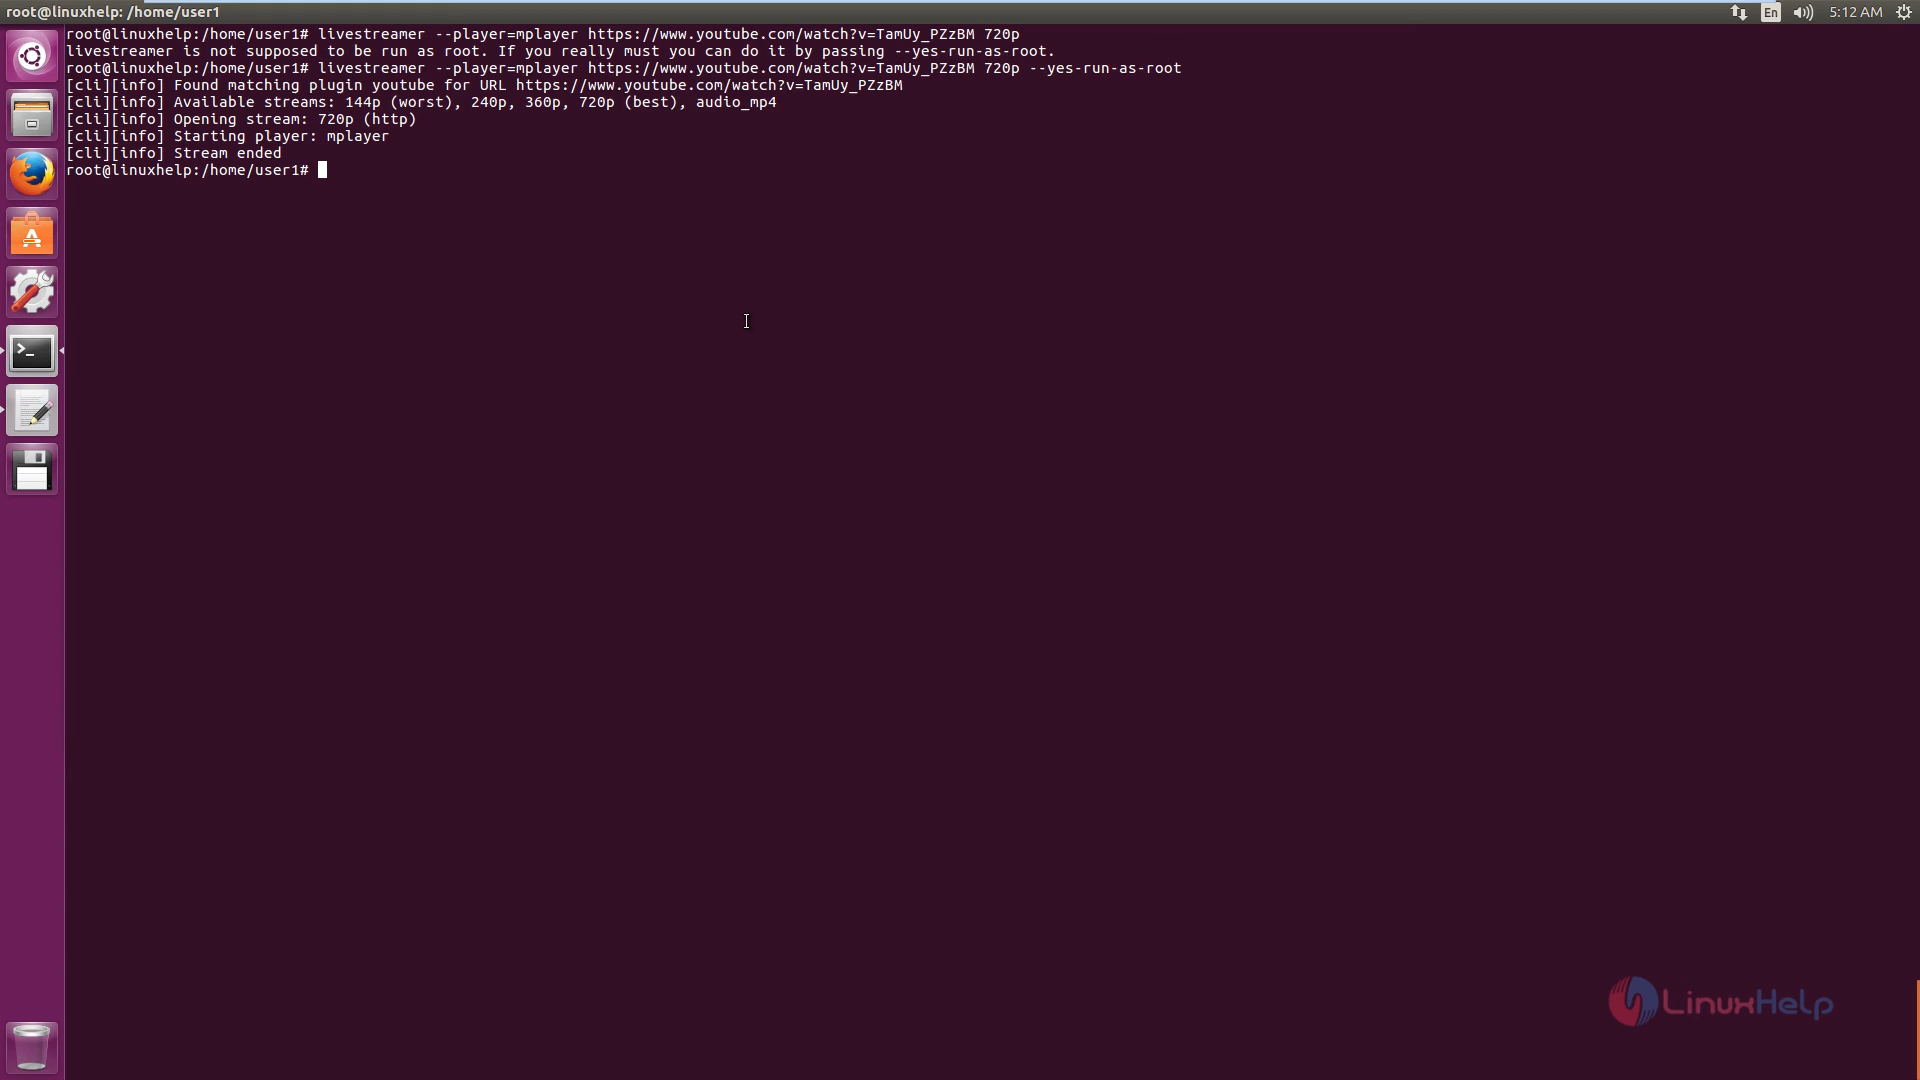 root@linuxhelp: /home/user1
En
5:12 AM
root@linuxhelp:/home/user1# livestreamer --player=mplayer https://www.youtube.com/watch?v=TamUy_PZzBM 720p
livestreamer is not supposed to be run as root. If you really must you can do it by passing --yes-run-as-root.
root@linuxhelp:/home/user1# livestreamer --player=mplayer https://www.youtube.com/watch?v=TamUy_PZzBM 720p --yes-run-as-root
[cli][info] Found matching plugin youtube for URL https://www.youtube.com/watch?v=TamUy_PZzBM
[cli][info] Available streams: 144p (worst), 240p, 360p, 720p (best), audio_mp4
[cli][info] Opening stream: 720p (http)
[cli][info] Starting player: mplayer
[cli][info] Stream ended
root@linuxhelp:/home/user1#
LinuxHelp